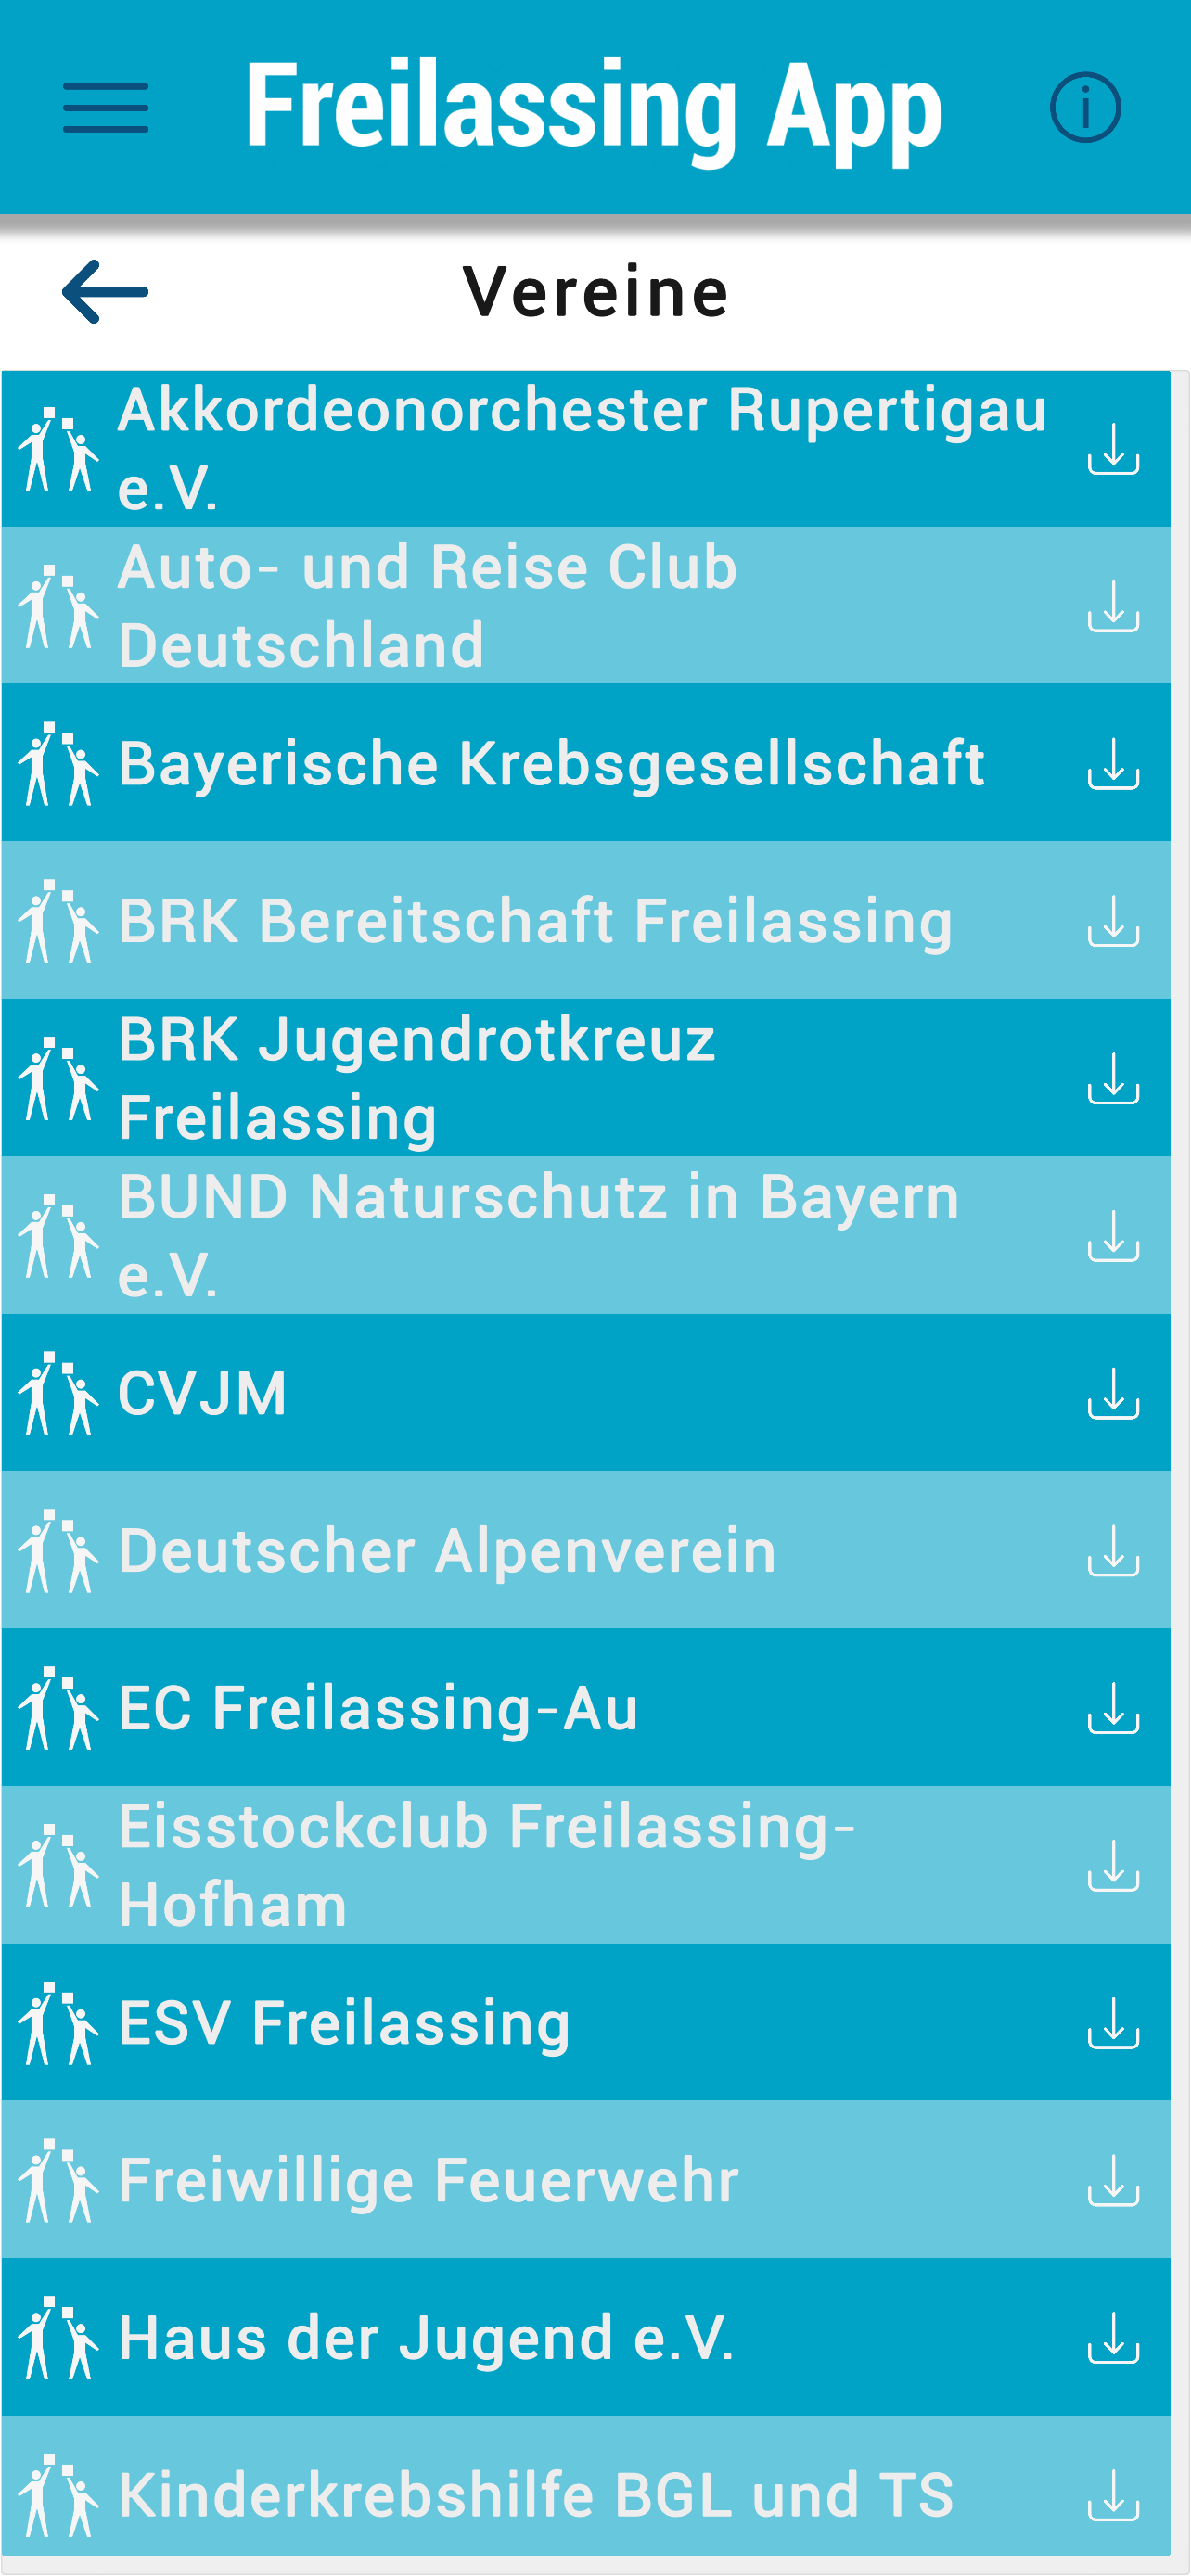 Freilassing App
Vereine
Akkordeonorchester Rupertigau
e.V.
Auto- und Reise Club
Deutschland
Bayerische Krebsgesellschaft
BRK Bereitschaft Freilassing
BRK Jugendrotkreuz
Freilassing
BUND Naturschutz in Bayern
e.V.
CVJM
Deutscher Alpenverein
EC Freilassing-Au
Eisstockclub Freilassing-
Hofham
ESV Freilassing
Freiwillige Feuerwehr
Haus der Jugend e.V.
Kinderkrebshilfe BGL und TS